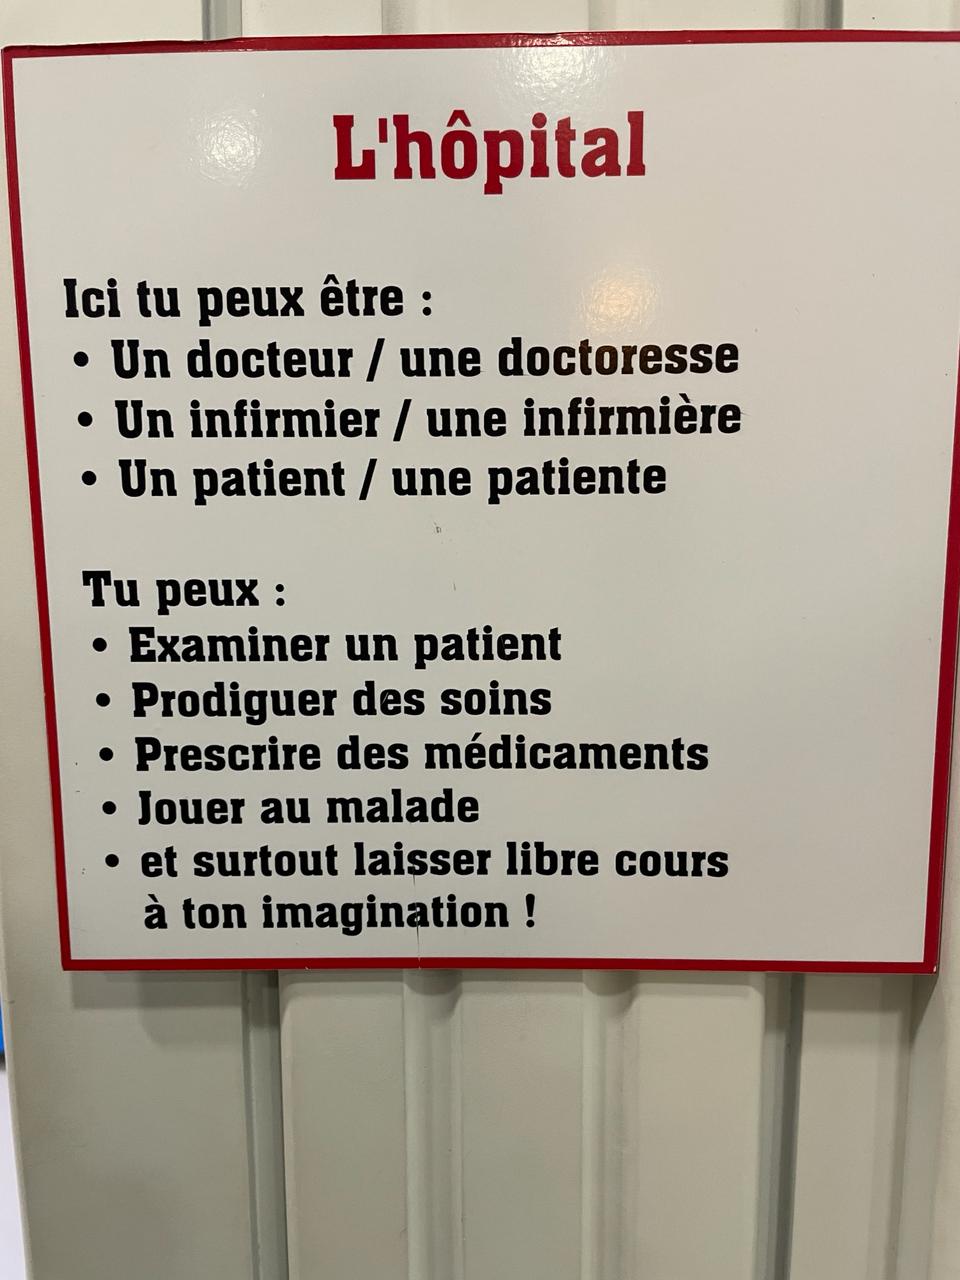 L'hôpital
Ici tu peux être :
• Un docteur / une doctoresse
• Un infirmier / une infirmière
• Un patient / une patiente
Tu peux :
• Examiner un patient
• Prodiguer des soins
• Prescrire des médicaments
• Jouer au malade
• et surtout laisser libre cours
à ton imagination !